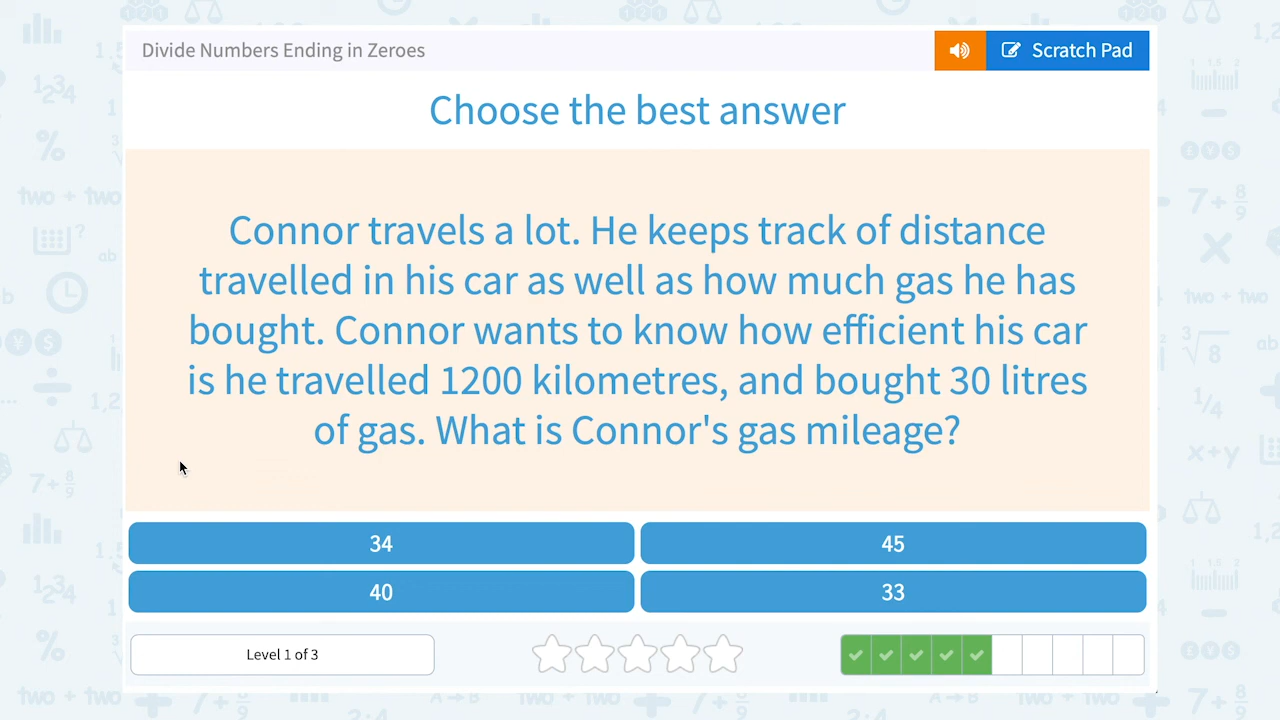 Divide Numbers Ending in Zeroes
Scratch Pad
Choose the best answer
Connor travels a lot. He keeps track of distance
travelled in his car as well as how much gas he has
bought. Connor wants to know how efficient his car
is he travelled 1200 kilometres, and bought 30 litres
of gas. What is Connor's gas mileage?
34
45
40
33
Level 1 of 3